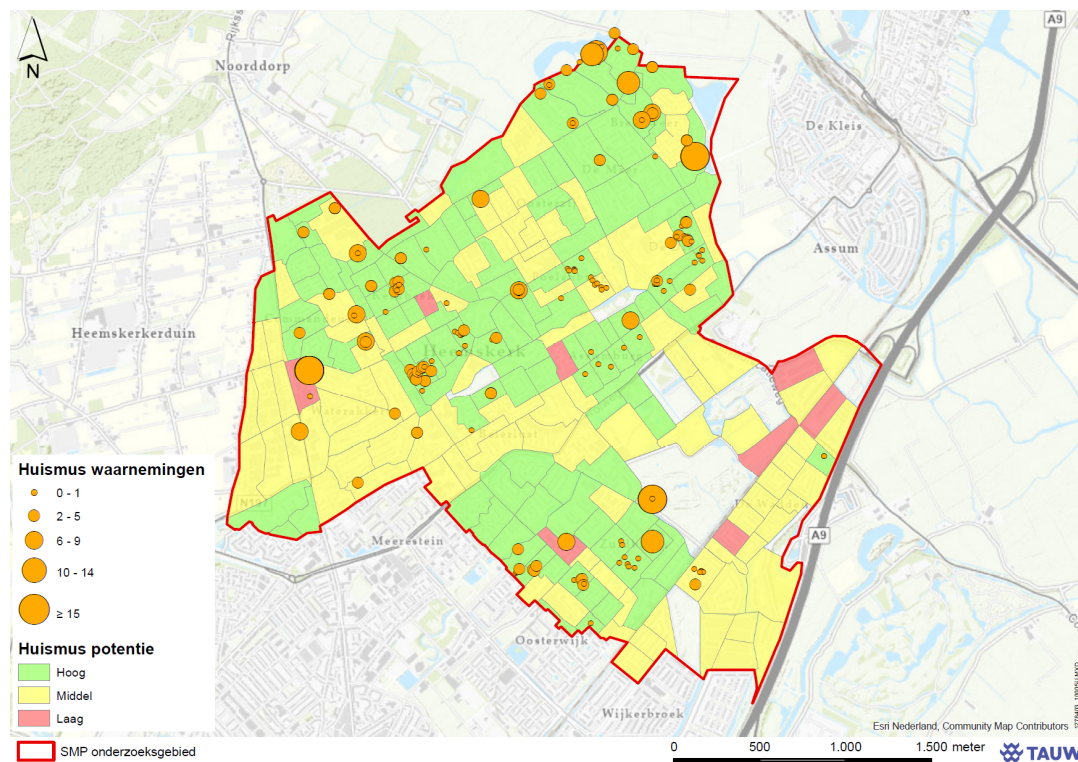 N
Rijkss
Noorddorp
A9
De Kleis
Assum
Heemskerkerduin
Heemskerk
Huismus waarnemingen
0 - 1
2 - 5
6 - 9
10 - 14
≥ 15
N197
Meerestein
A9
Oosterwijk
Wijkerbroek
Huismus potentie
Hoog
Middel
Laag
SMP onderzoeksgebied
Esri Nederland, Community Map Contributors
0 500 1.000 1.500 meter
TAUW